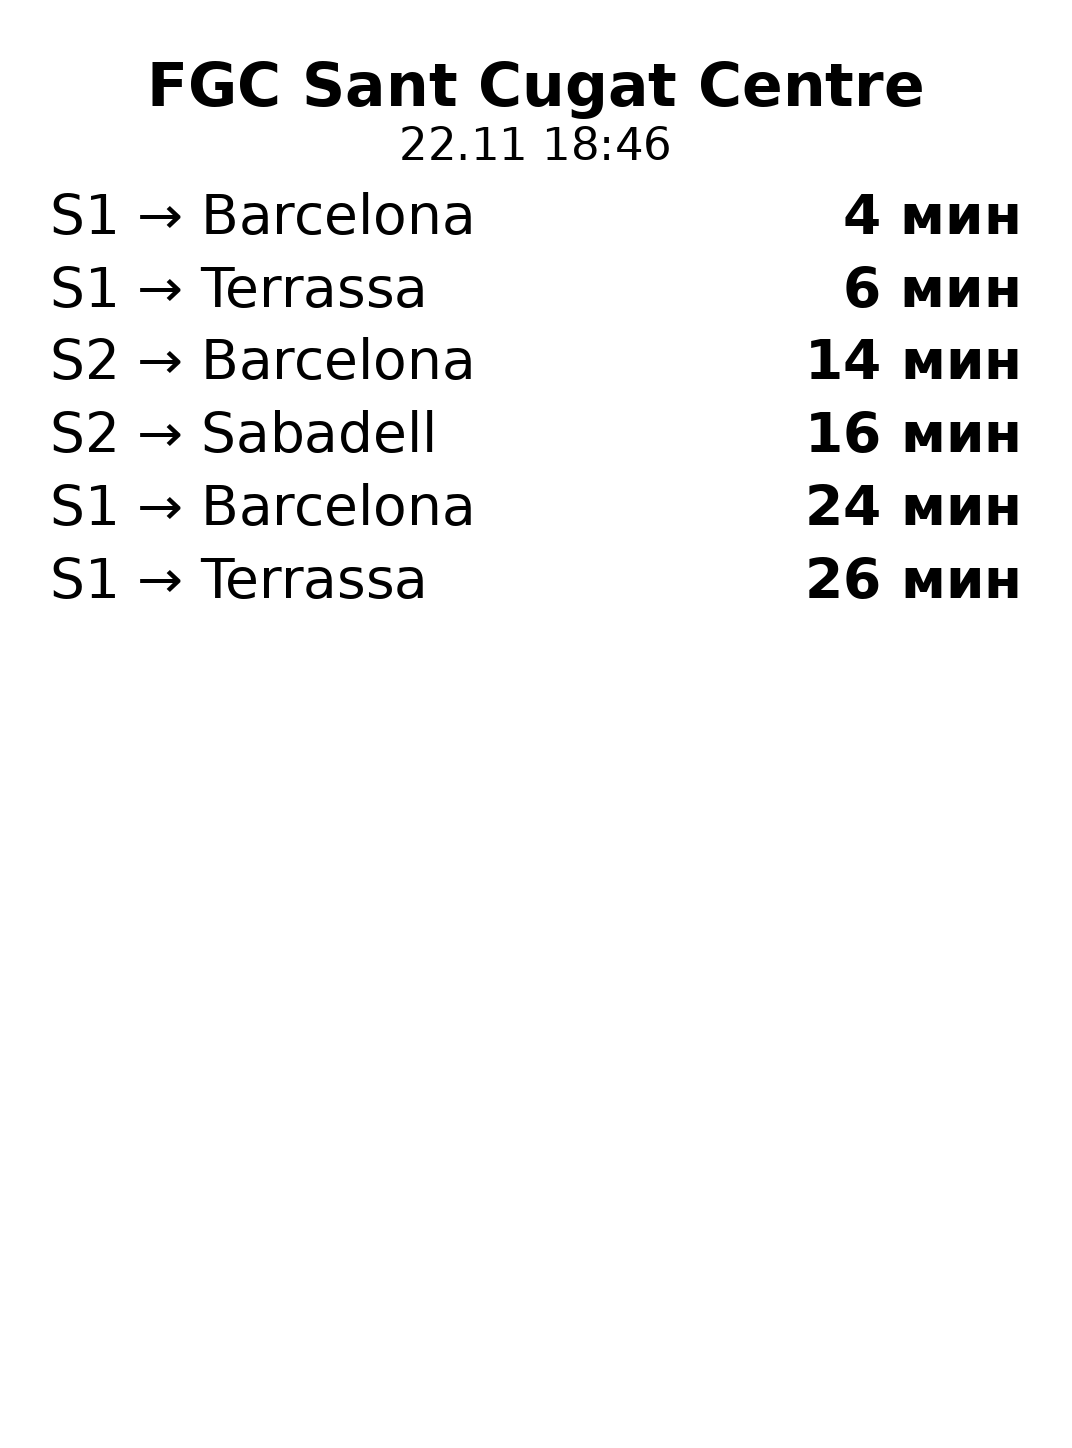 FGC Sant Cugat Centre
22.11 18:46
S1 → Barcelona 4 мин
S1 → Terrassa 6 мин
S2 → Barcelona 14 мин
S2 → Sabadell 16 мин
S1 → Barcelona 24 мин
S1 → Terrassa 26 мин